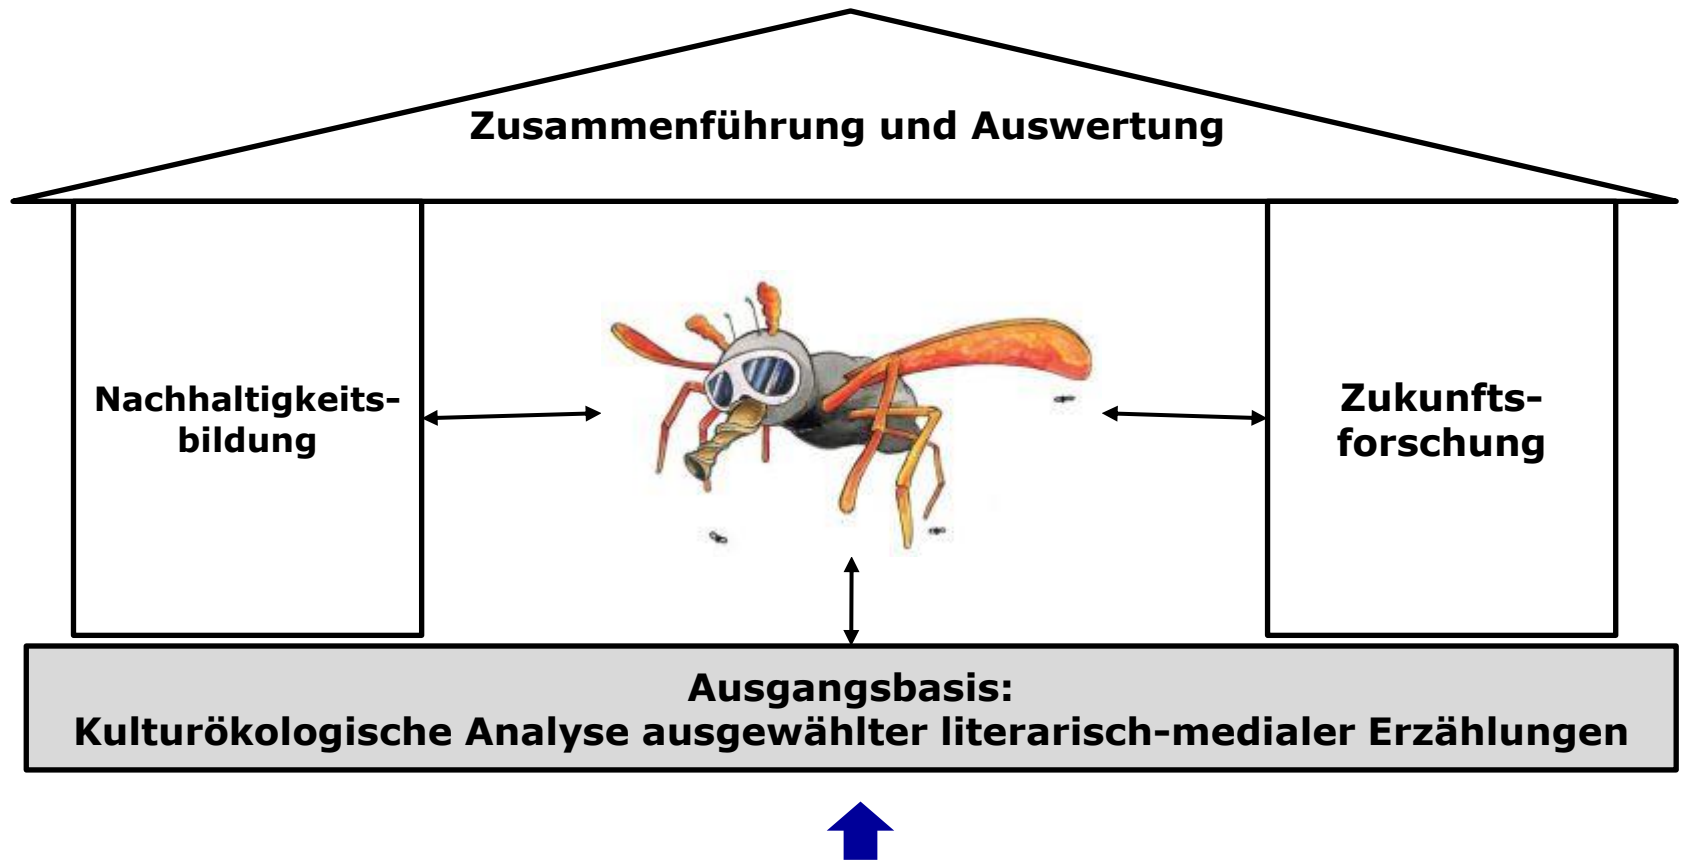 Zusammenführung und Auswertung
Nachhaltigkeits-
bildung
Zukunfts-
forschung
Ausgangsbasis:
Kulturökologische Analyse ausgewählter literarisch-medialer Erzählungen